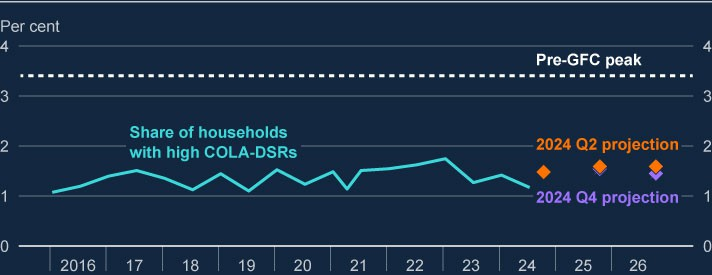 Per cent
4 4
Pre-GFC peak
3 3
Share of households
with high COLA-DSRs
2 2024 Q2 projection 2
1 2024 Q4 projection 1
0 0
2016 17 18 19 20 21 22 23 24 25 26